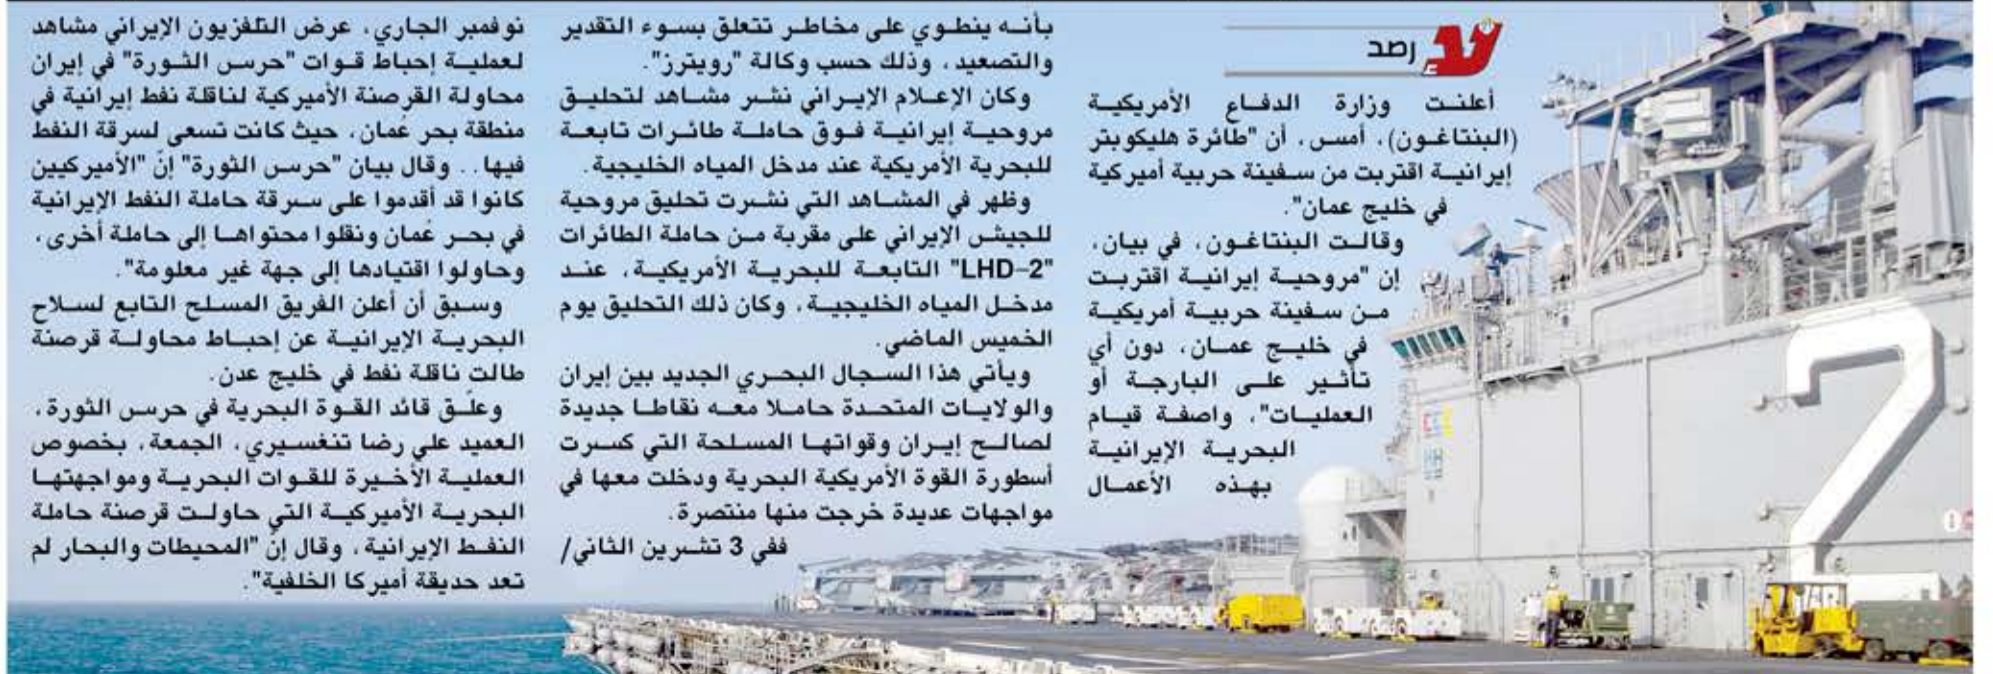 لا
رصد
أعلنت وزارة الدفاع الأمريكية
(البنتاغون)، أمس، أن "طائرة هليكوبتر
إيرانية اقتربت من سفينة حربية أميركية
في خليج عمان".
وقالت البنتاغون، في بيان،
إن "مروحية إيرانية اقتربت
من سفينة حربية أمريكية
في خليج عمان، دون أي
تأثير على البارجة أو
العمليات"، واصفة قيام
البحرية الإيرانية
بهذه الأعمال
بأنه ينطوي على مخاطر تتعلق بسوء التقدير
والتصعيد، وذلك حسب وكالة "رويترز".
وكان الإعلام الإيراني نشر مشاهد لتحليق
مروحية إيرانية فوق حاملة طائرات تابعة
للبحرية الأمريكية عند مدخل المياه الخليجية.
وظهر في المشاهد التي نشرت تحليق مروحية
للجيش الإيراني على مقربة من حاملة الطائرات
"LHD-2" التابعة للبحرية الأمريكية، عند
مدخل المياه الخليجية، وكان ذلك التحليق يوم
الخميس الماضي.
ويأتي هذا السجال البحري الجديد بين إيران
والولايات المتحدة حاملا معه نقاطا جديدة
لصالح إيران وقواتها المسلحة التي كسرت
أسطورة القوة الأمريكية البحرية ودخلت معها في
مواجهات عديدة خرجت منها منتصرة.
ففي 3 تشرين الثاني/
نوفمبر الجاري، عرض التلفزيون الإيراني مشاهد
لعملية إحباط قوات "حرس الثورة" في إيران
محاولة القرصنة الأميركية لناقلة نفط إيرانية في
منطقة بحر عُمان، حيث كانت تسعى لسرقة النفط
فيها.. وقال بيان "حرس الثورة" إنّ "الأميركيين
كانوا قد أقدموا على سرقة حاملة النفط الإيرانية
في بحر عُمان ونقلوا محتواها إلى حاملة أخرى،
وحاولوا اقتيادها إلى جهة غير معلومة".
وسبق أن أعلن الفريق المسلح التابع لسلاح
البحرية الإيرانية عن إحباط محاولة قرصنة
طالت ناقلة نفط في خليج عدن.
وعلّق قائد القوة البحرية في حرس الثورة،
العميد علي رضا تنغسيري، الجمعة، بخصوص
العملية الأخيرة للقوات البحرية ومواجهتها
البحرية الأميركية التي حاولت قرصنة حاملة
النفط الإيرانية، وقال إنّ "المحيطات والبحار لم
تعد حديقة أميركا الخلفية".
2